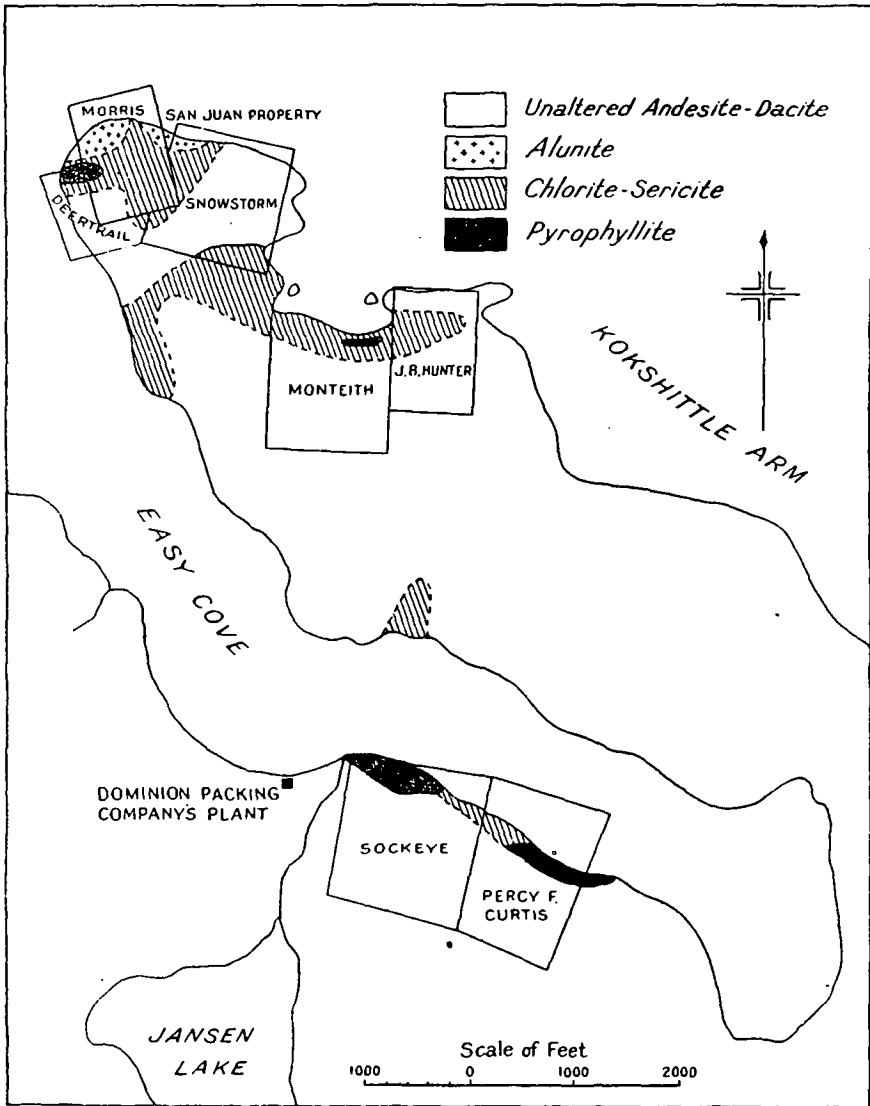 MORRIS
SAN JUAN PROPERTY
DEERTRAIL
SNOWSTORM
Unaltered Andesite-Dacite
Alunite
Chlorite-Sericite
Pyrophyllite
MONTEITH
J.R. HUNTER
KOKSHITTLE ARM
EASY COVE
DOMINION PACKING
COMPANY'S PLANT
SOCKEYE
PERCY F.
CURTIS
JANSEN
LAKE
Scale of Feet
1000 0 1000 2000